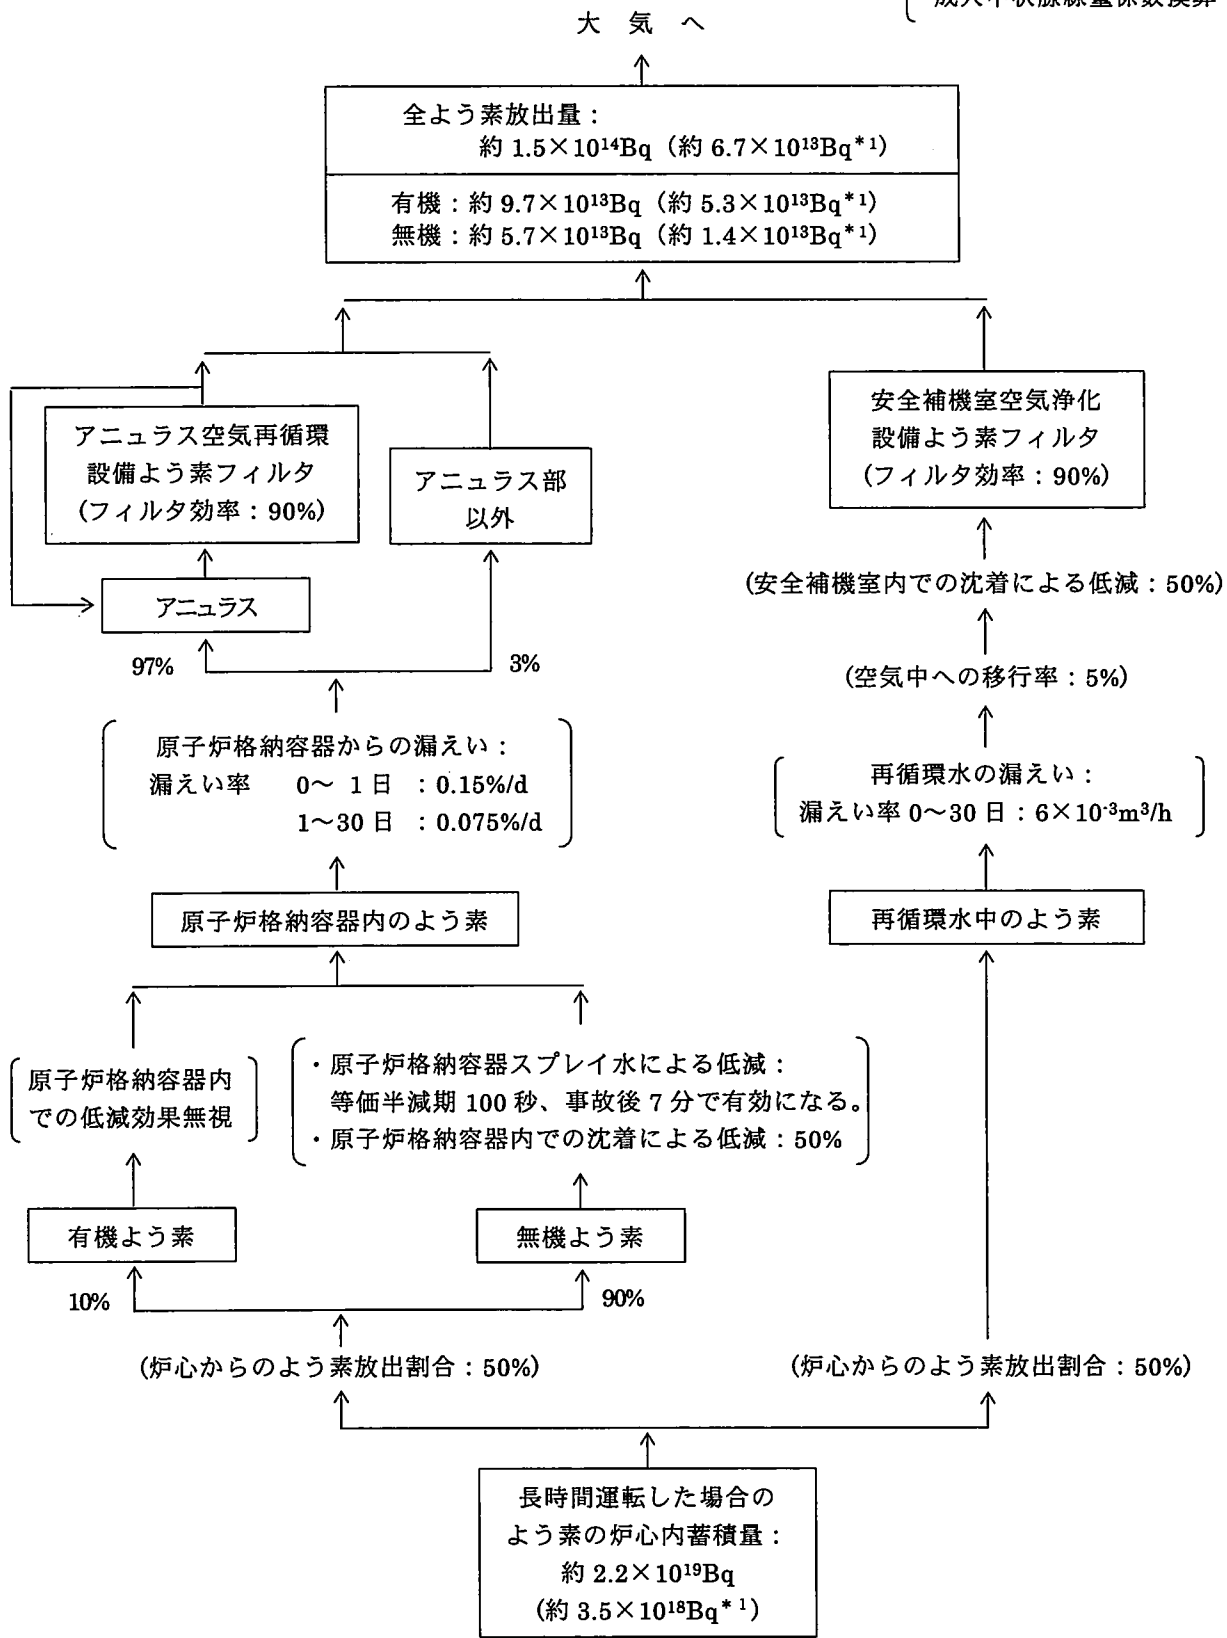 大 気 へ
全よう素放出量：
約 1.5×10¹⁴Bq（約 6.7×10¹³Bq*¹）
有機：約 9.7×10¹³Bq（約 5.3×10¹³Bq*¹）
無機：約 5.7×10¹³Bq（約 1.4×10¹³Bq*¹）
アニュラス空気再循環
設備よう素フィルタ
(フィルタ効率：90%)
アニュラス部
以外
安全補機室空気浄化
設備よう素フィルタ
(フィルタ効率：90%)
アニュラス
(安全補機室内での沈着による低減：50%)
97%
3%
(空気中への移行率：5%)
原子炉格納容器からの漏えい：
漏えい率 0～ 1日 ：0.15%/d
1～30日 ：0.075%/d
再循環水の漏えい：
漏えい率 0～30日：6×10⁻³m³/h
原子炉格納容器内のよう素
再循環水中のよう素
原子炉格納容器内
での低減効果無視
・原子炉格納容器スプレイ水による低減：
等価半減期 100秒、事故後7分で有効になる。
・原子炉格納容器内での沈着による低減：50%
有機よう素
無機よう素
10%
90%
(炉心からのよう素放出割合：50%)
(炉心からのよう素放出割合：50%)
長時間運転した場合の
よう素の炉心内蓄積量：
約 2.2×10¹⁹Bq
(約 3.5×10¹⁸Bq*¹)